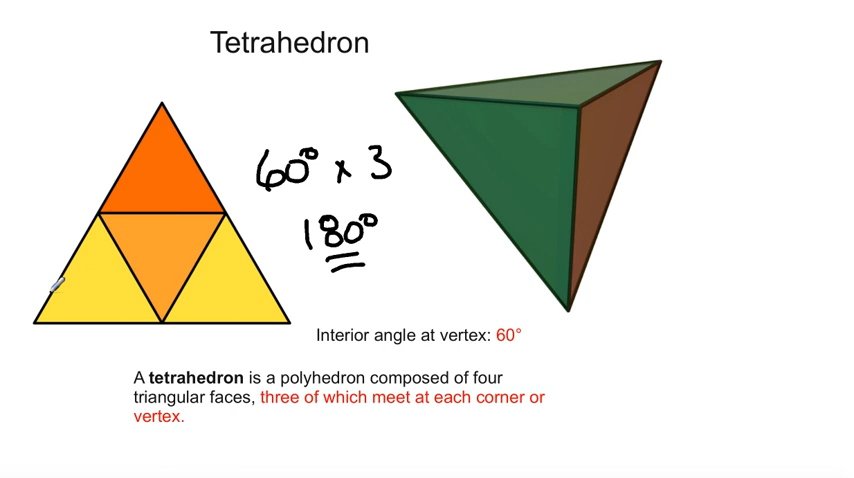 Tetrahedron
60° x 3
180°
Interior angle at vertex: 60°
A tetrahedron is a polyhedron composed of four
triangular faces, three of which meet at each corner or
vertex.